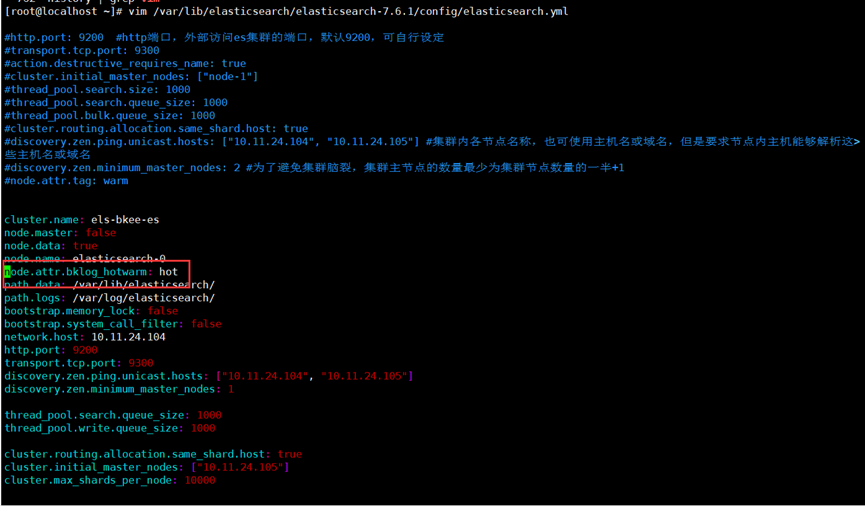 [root@localhost ~]# vim /var/lib/elasticsearch/elasticsearch-7.6.1/config/elasticsearch.yml
#http.port: 9200  #http端口，外部访问es集群的端口，默认9200，可自行设定
#transport.tcp.port: 9300
#action.destructive_requires_name: true
#cluster.initial_master_nodes: ["node-1"]
#thread_pool.search.size: 1000
#thread_pool.search.queue_size: 1000
#thread_pool.bulk.queue_size: 1000
#cluster.routing.allocation.same_shard.host: true
#discovery.zen.ping.unicast.hosts: ["10.11.24.104", "10.11.24.105"] #集群内各节点名称，也可使用主机名或域名，但是要求节点内主机能够解析这>
些主机名或域名
#discovery.zen.minimum_master_nodes: 2 #为了避免集群脑裂，集群主节点的数量最少为集群节点数量的一半+1
#node.attr.tag: warm
cluster.name: els-bkee-es
node.master: false
node.data: true
node.name: elasticsearch-0
node.attr.bklog_hotwarm: hot
path.data: /var/lib/elasticsearch/
path.logs: /var/log/elasticsearch/
bootstrap.memory_lock: false
bootstrap.system_call_filter: false
network.host: 10.11.24.104
http.port: 9200
transport.tcp.port: 9300
discovery.zen.ping.unicast.hosts: ["10.11.24.104", "10.11.24.105"]
discovery.zen.minimum_master_nodes: 1
thread_pool.search.queue_size: 1000
thread_pool.write.queue_size: 1000
cluster.routing.allocation.same_shard.host: true
cluster.initial_master_nodes: ["10.11.24.105"]
cluster.max_shards_per_node: 10000